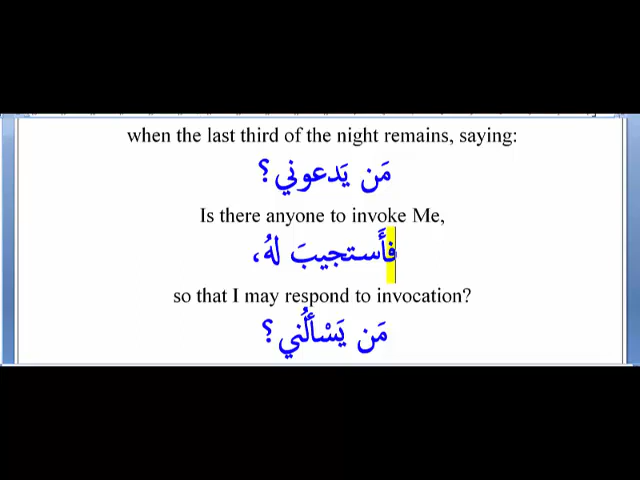 when the last third of the night remains, saying:
مَن يَدعوني ؟
Is there anyone to invoke Me,
فأَستجيبَ لهُ،
so that I may respond to invocation?
مَن يَسْألُني ؟